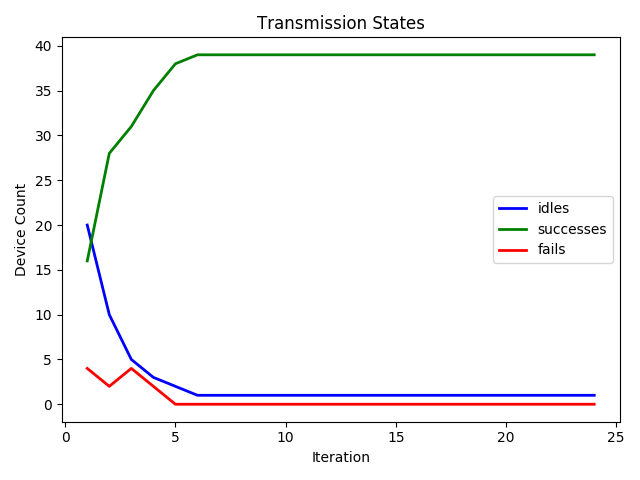 Transmission States
Device Count
40
35
30
25
20
15
10
5
0
idles
successes
fails
0 5 10 15 20 25
Iteration